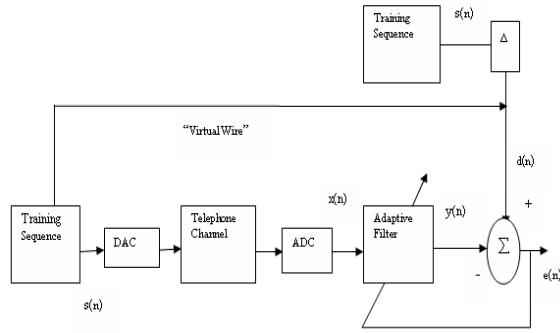 Training
Sequence
s(n)
Δ
"Virtual Wire"
d(n)
+
Training
Sequence
DAC
Telephone
Channel
ADC
x(n)
Adaptive
Filter
y(n)
Σ
-
e(n)
s(n)